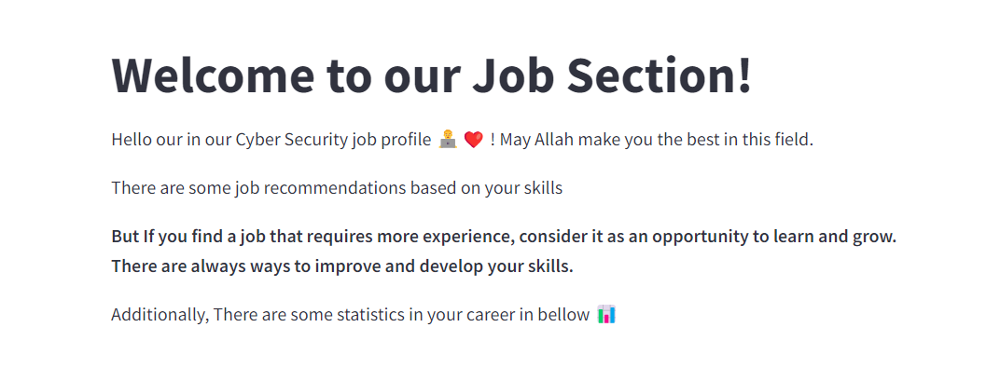 Welcome to our Job Section!
Hello our in our Cyber Security job profile 👨‍💻 ❤️ ! May Allah make you the best in this field.
There are some job recommendations based on your skills
But If you find a job that requires more experience, consider it as an opportunity to learn and grow.
There are always ways to improve and develop your skills.
Additionally, There are some statistics in your career in bellow 📊